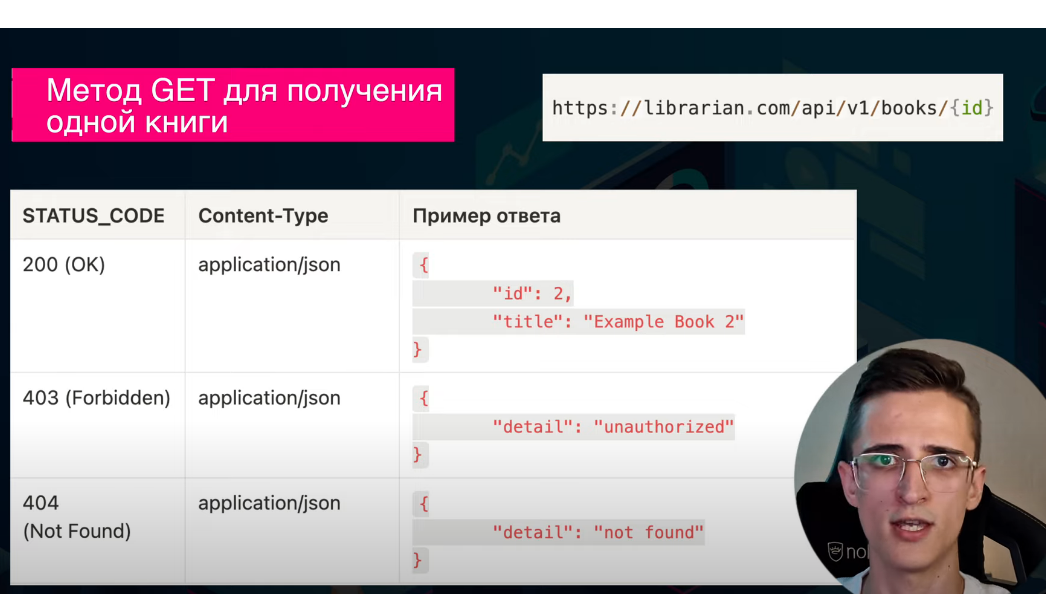 Метод GET для получения
одной книги
https://librarian.com/api/v1/books/{id}
STATUS_CODE Content-Type Пример ответа
200 (OK) application/json {
"id": 2,
"title": "Example Book 2"
}
403 (Forbidden) application/json {
"detail": "unauthorized"
}
404 application/json {
(Not Found) "detail": "not found"
}